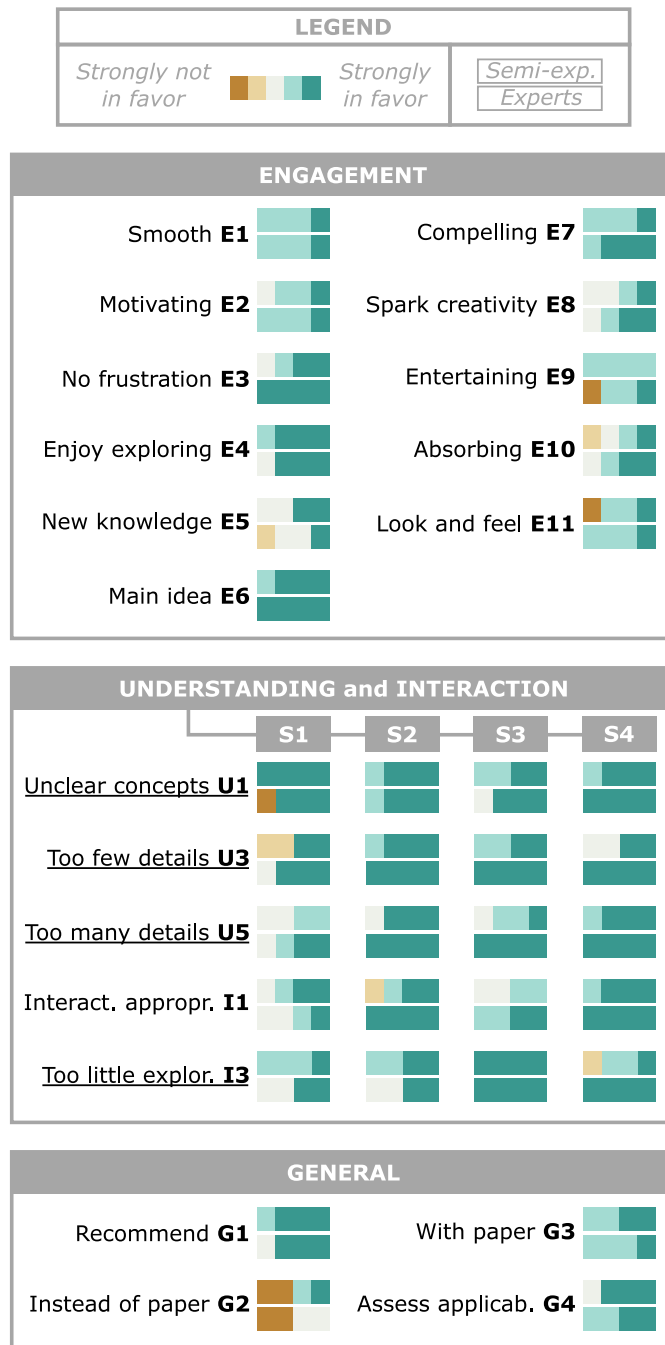 LEGEND
Strongly not
in favor
Strongly
in favor
Semi-exp.
Experts
ENGAGEMENT
Smooth E1
Motivating E2
No frustration E3
Enjoy exploring E4
New knowledge E5
Main idea E6
Compelling E7
Spark creativity E8
Entertaining E9
Absorbing E10
Look and feel E11
UNDERSTANDING and INTERACTION
S1 S2 S3 S4
Unclear concepts U1
Too few details U3
Too many details U5
Interact. appropr. I1
Too little explor. I3
GENERAL
Recommend G1
Instead of paper G2
With paper G3
Assess applicab. G4